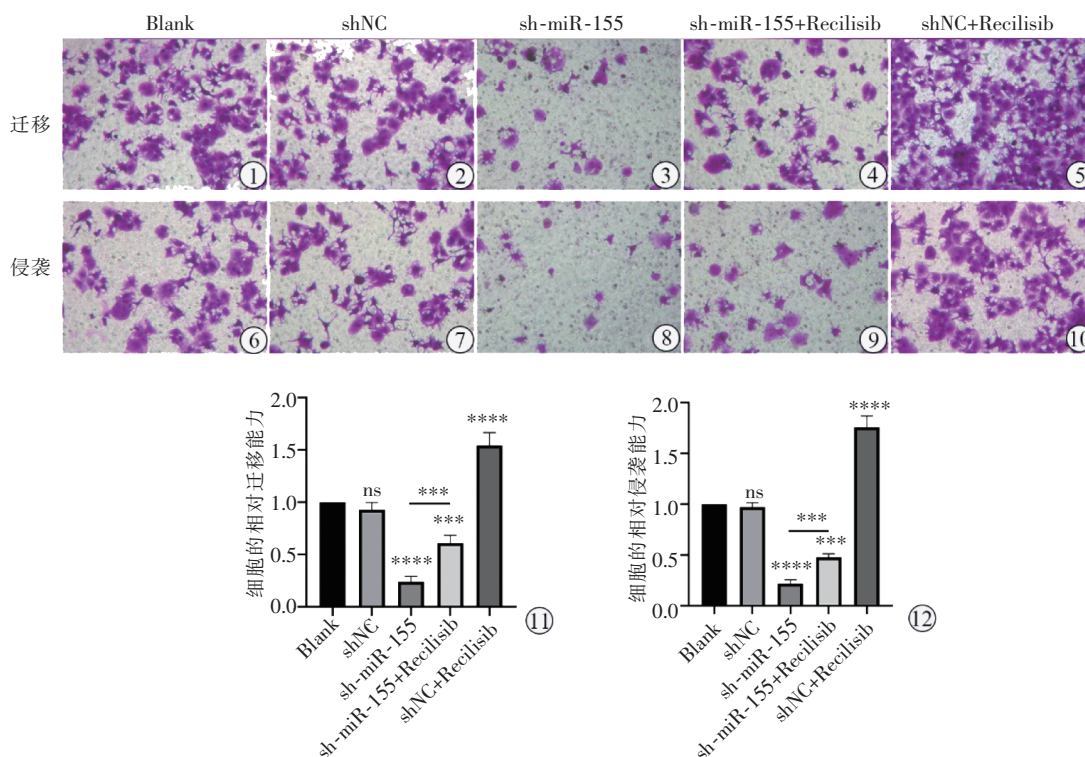 Blank shNC sh-miR-155 sh-miR-155+Recilisib shNC+Recilisib
迁移
① ② ③ ④ ⑤
侵袭
⑥ ⑦ ⑧ ⑨ ⑩
细胞的相对迁移能力
2.0
1.5
1.0
0.5
0.0
ns
****
***
***
****
Blank
shNC
sh-miR-155
sh-miR-155+Recilisib
shNC+Recilisib
⑪
细胞的相对侵袭能力
2.0
1.5
1.0
0.5
0.0
ns
****
***
***
****
Blank
shNC
sh-miR-155
sh-miR-155+Recilisib
shNC+Recilisib
⑫